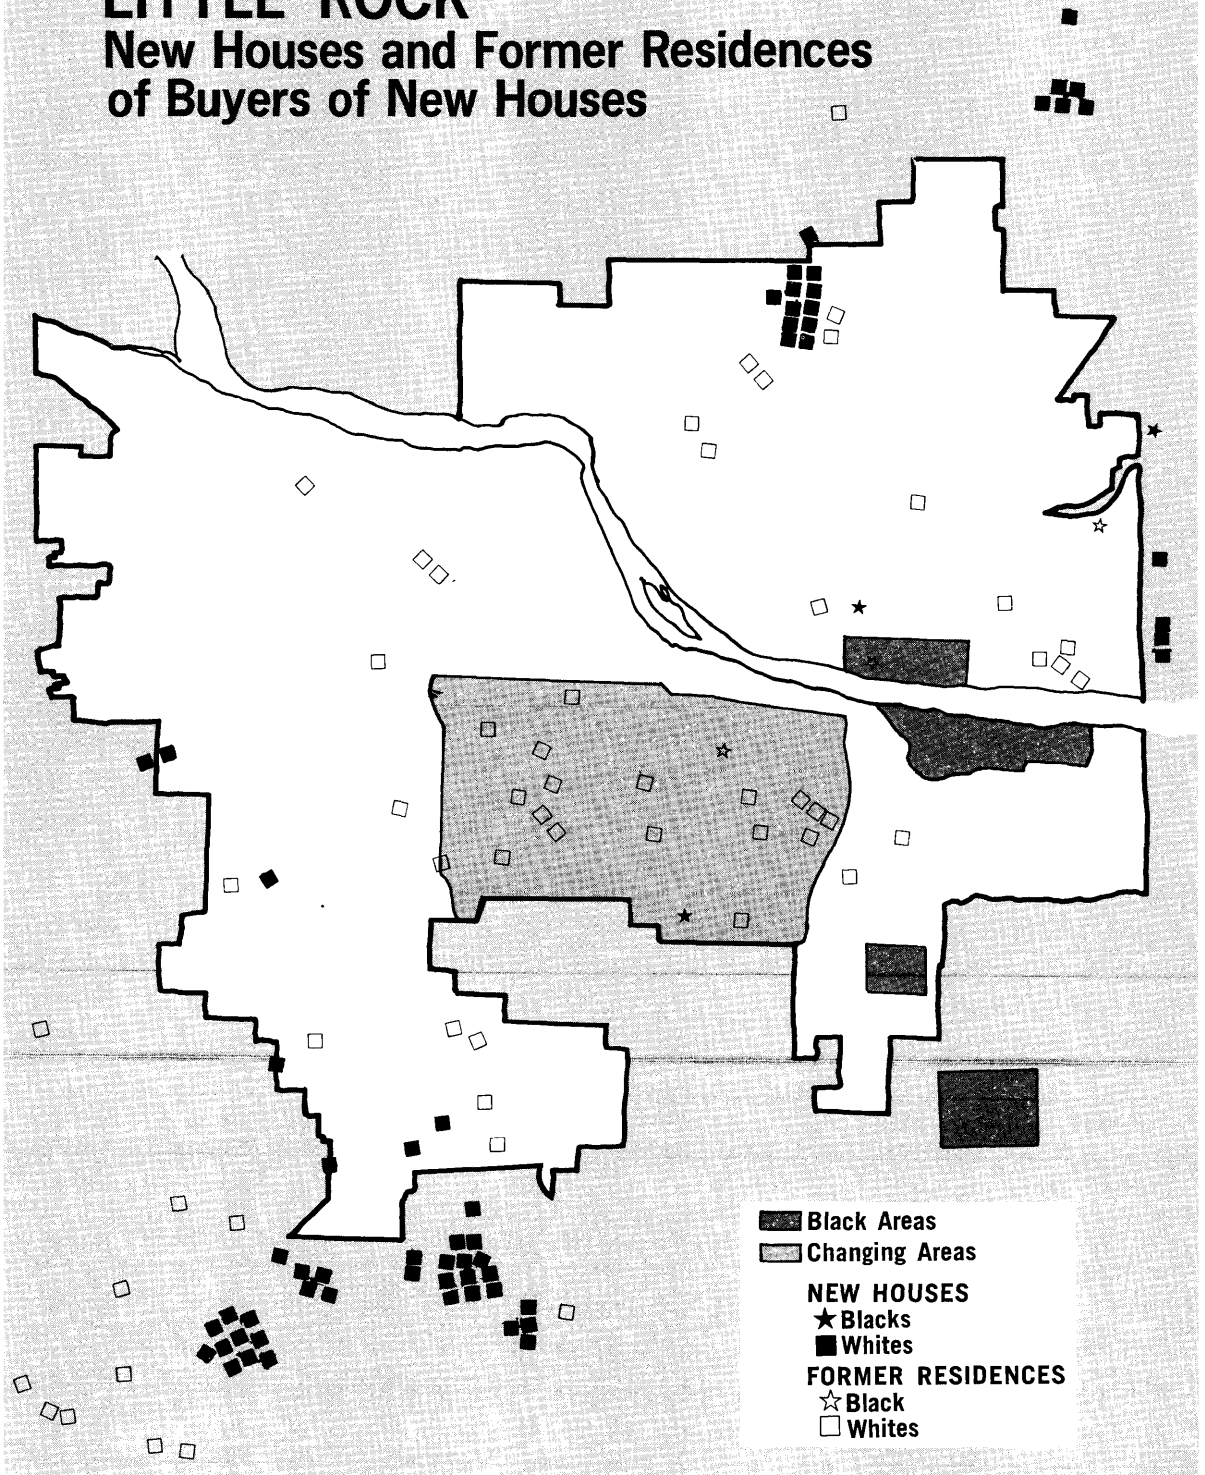 LITTLE ROCK
New Houses and Former Residences
of Buyers of New Houses
Black Areas
Changing Areas
NEW HOUSES
Blacks
Whites
FORMER RESIDENCES
Black
Whites